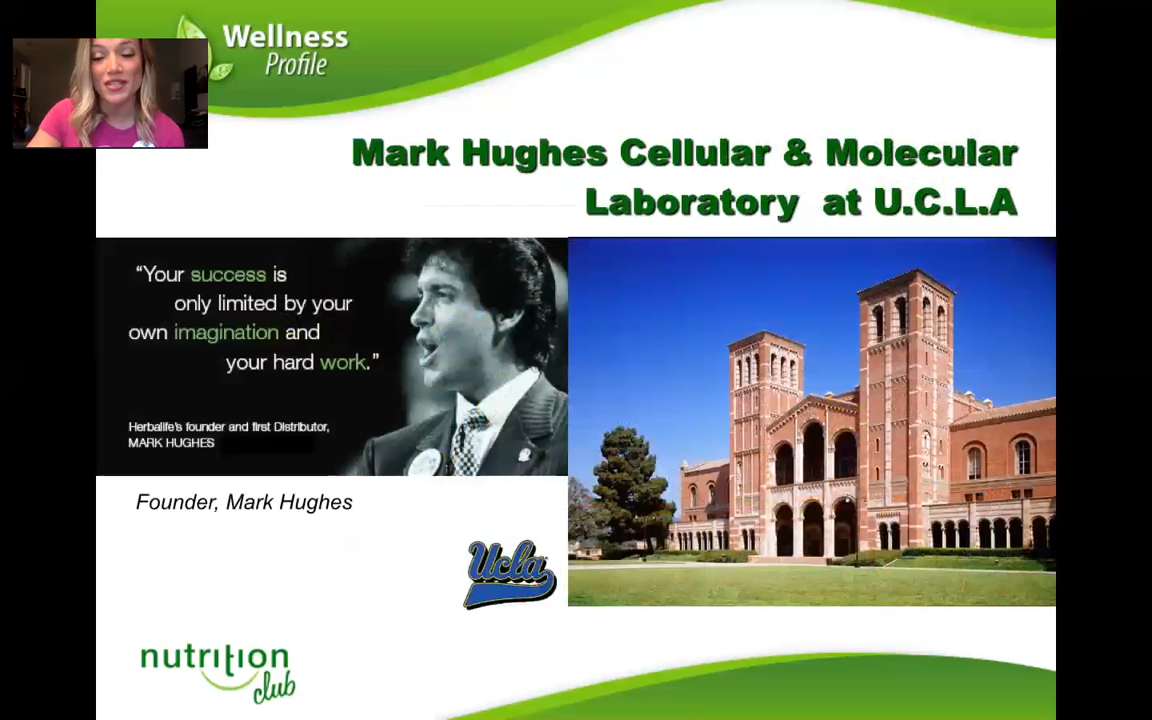 Wellness
Profile
Mark Hughes Cellular & Molecular
Laboratory at U.C.L.A
“Your success is
only limited by your
own imagination and
your hard work.”
Herbalife's founder and first Distributor,
MARK HUGHES
Founder, Mark Hughes
Ucla
nutrition
club